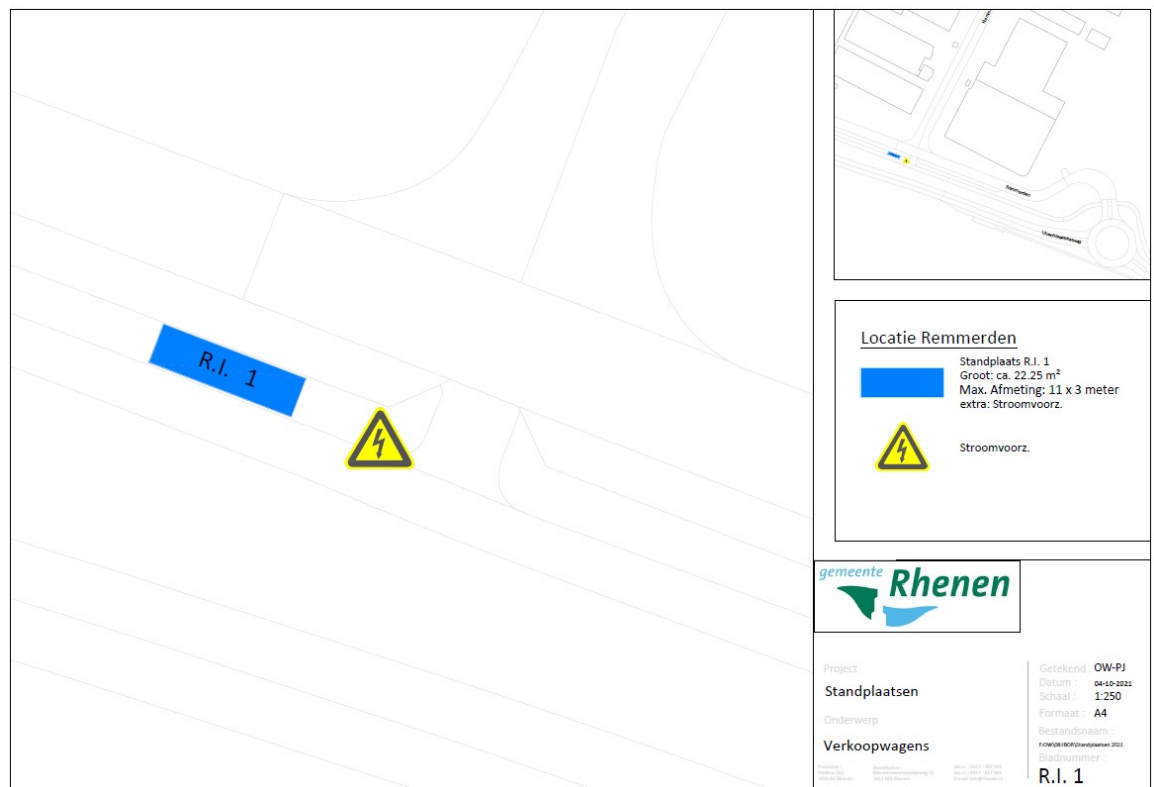 R.I. 1
Utrechtsestraatweg
Locatie Remmerden
Standplaats R.I. 1
Groot: ca. 22.25 m²
Max. Afmeting: 11 x 3 meter
extra: Stroomvoorz.
Stroomvoorz.
gemeente
Rhenen
Project
Standplaatsen
Onderwerp
Verkoopwagens
Getekend : OW-PJ
Datum : 04-10-2021
Schaal : 1:250
Formaat : A4
Bestandsnaam :
Bladnummer :
R.I. 1